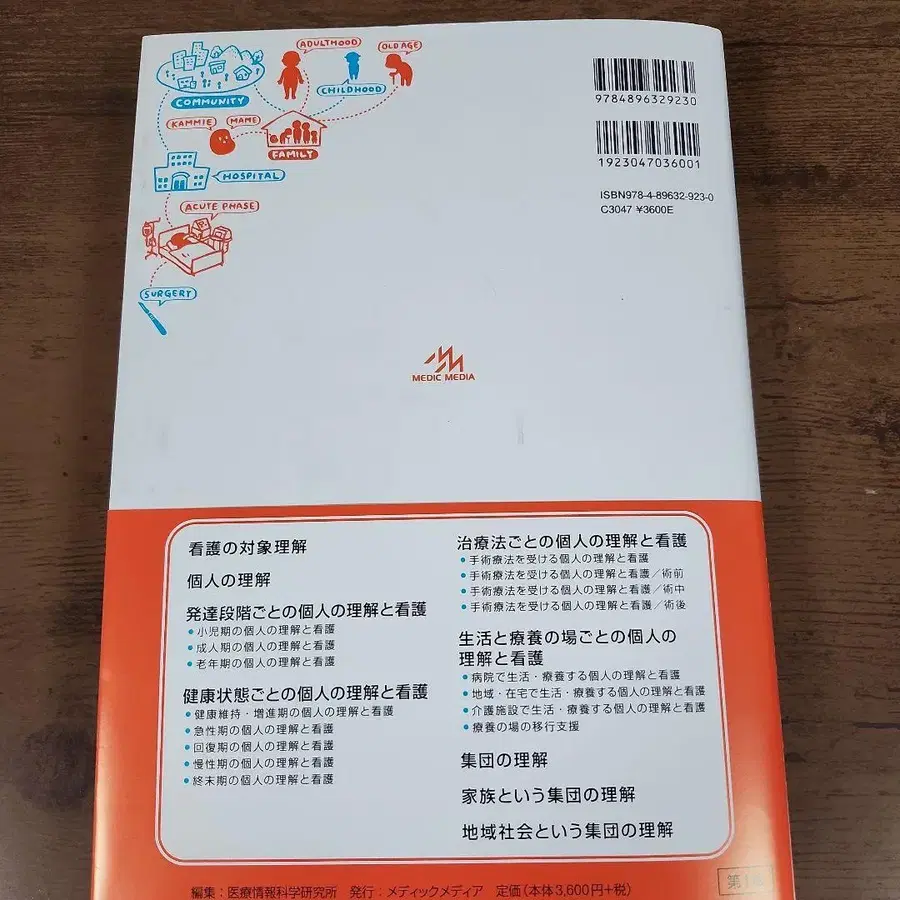 ADULTHOOD
OLD AGE
CHILDHOOD
COMMUNITY
KAMMIE
MAME
FAMILY
HOSPITAL
ACUTE PHASE
SURGERY
9784896329230
1923047036001
ISBN978-4-89632-923-0
C3047 ¥3600E
MEDIC MEDIA
看護の対象理解
個人の理解
発達段階ごとの個人の理解と看護
•小児期の個人の理解と看護
•成人期の個人の理解と看護
•老年期の個人の理解と看護
健康状態ごとの個人の理解と看護
•健康維持・増進期の個人の理解と看護
•急性期の個人の理解と看護
•回復期の個人の理解と看護
•慢性期の個人の理解と看護
•終末期の個人の理解と看護
治療法ごとの個人の理解と看護
•手術療法を受ける個人の理解と看護
•手術療法を受ける個人の理解と看護／術前
•手術療法を受ける個人の理解と看護／術中
•手術療法を受ける個人の理解と看護／術後
生活と療養の場ごとの個人の
理解と看護
•病院で生活・療養する個人の理解と看護
•地域・在宅で生活・療養する個人の理解と看護
•介護施設で生活・療養する個人の理解と看護
•療養の場の移行支援
集団の理解
家族という集団の理解
地域社会という集団の理解
編集：医療情報科学研究所　発行：メディックメディア　定価（本体3,600円+税）
第1版